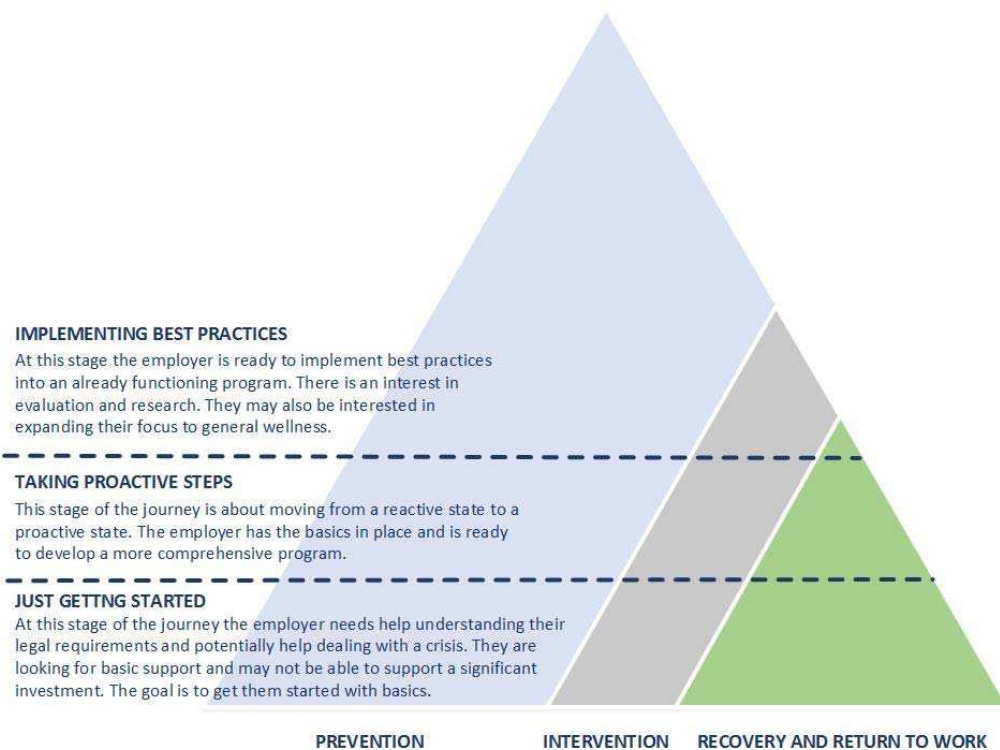 IMPLEMENTING BEST PRACTICES
At this stage the employer is ready to implement best practices
into an already functioning program. There is an interest in
evaluation and research. They may also be interested in
expanding their focus to general wellness.
TAKING PROACTIVE STEPS
This stage of the journey is about moving from a reactive state to a
proactive state. The employer has the basics in place and is ready
to develop a more comprehensive program.
JUST GETTNG STARTED
At this stage of the journey the employer needs help understanding their
legal requirements and potentially help dealing with a crisis. They are
looking for basic support and may not be able to support a significant
investment. The goal is to get them started with basics.
PREVENTION INTERVENTION RECOVERY AND RETURN TO WORK